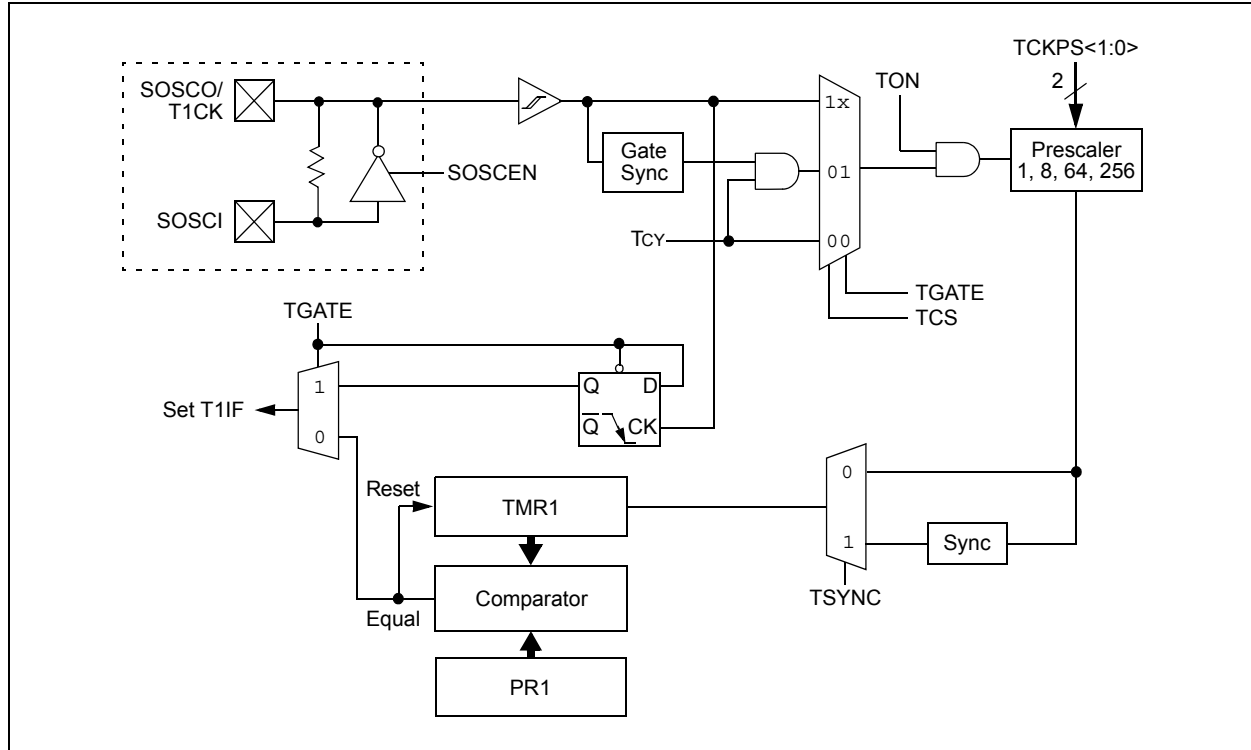 TCKPS<1:0>
2
TON
SOSCO/
T1CK
1x
Gate
Sync
Prescaler
1, 8, 64, 256
SOSCEN
01
SOSCI
TCY
00
TGATE
TCS
TGATE
1
Q
D
Set T1IF
Q
CK
0
Reset
TMR1
0
1
Sync
Comparator
TSYNC
Equal
PR1